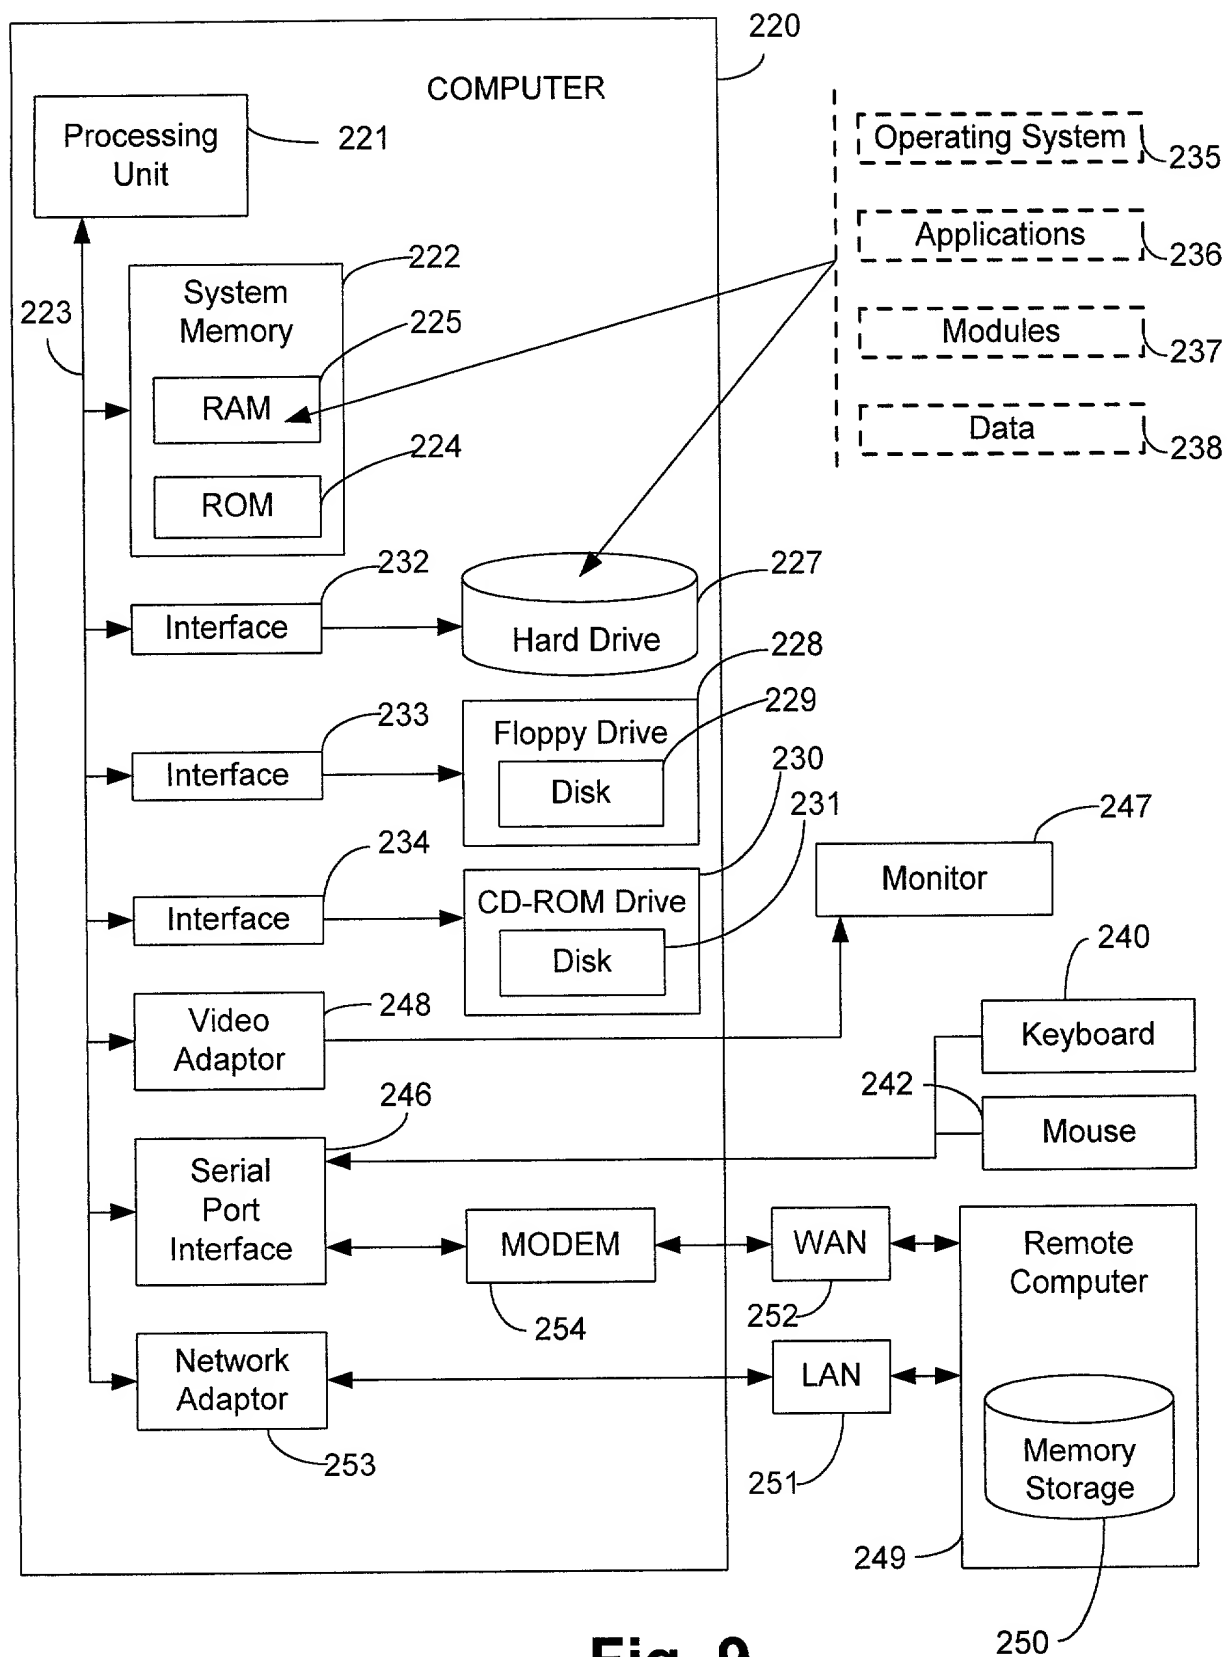 220
COMPUTER
Processing
Unit
221
Operating System
235
Applications
236
Modules
237
Data
238
223
System
Memory
222
225
RAM
224
ROM
232
Interface
227
Hard Drive
233
Interface
228
229
Floppy Drive
Disk
234
Interface
230
231
CD-ROM Drive
Disk
247
Monitor
Video
Adaptor
248
240
Keyboard
242
Mouse
246
Serial
Port
Interface
MODEM
254
WAN
252
Remote
Computer
Network
Adaptor
253
LAN
251
Memory
Storage
249
250
Fig. 9